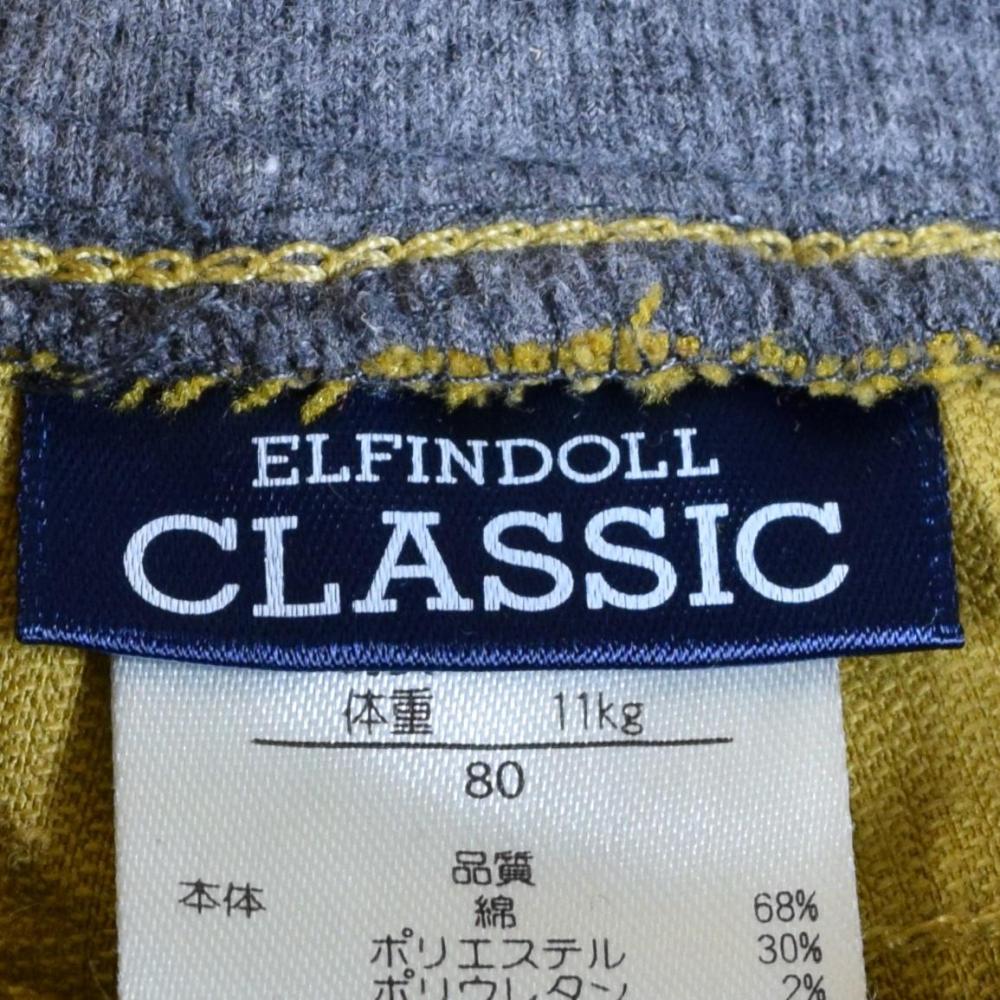 ELFINDOLL
CLASSIC
体重 11kg
80
品質
本体 綿 68%
ポリエステル 30%
ポリウレタン 2%